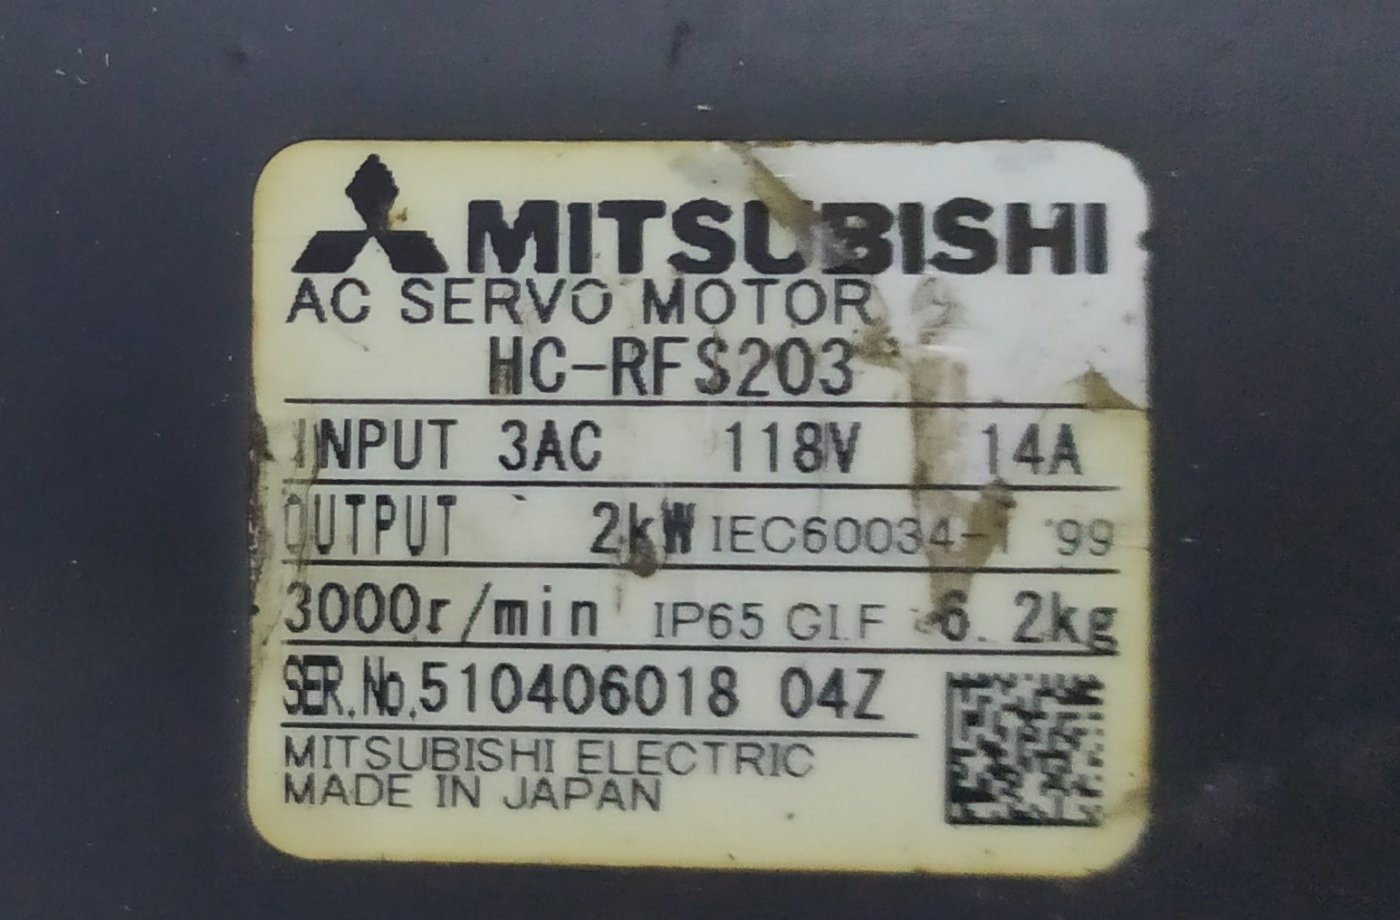 MITSUBISHI
AC SERVO MOTOR
HC-RFS203
INPUT 3AC 118V 14A
OUTPUT 2kW IEC60034-1 '99
3000r/min IP65 CI.F 6.2kg
SER.No.510406018 04Z
MITSUBISHI ELECTRIC
MADE IN JAPAN